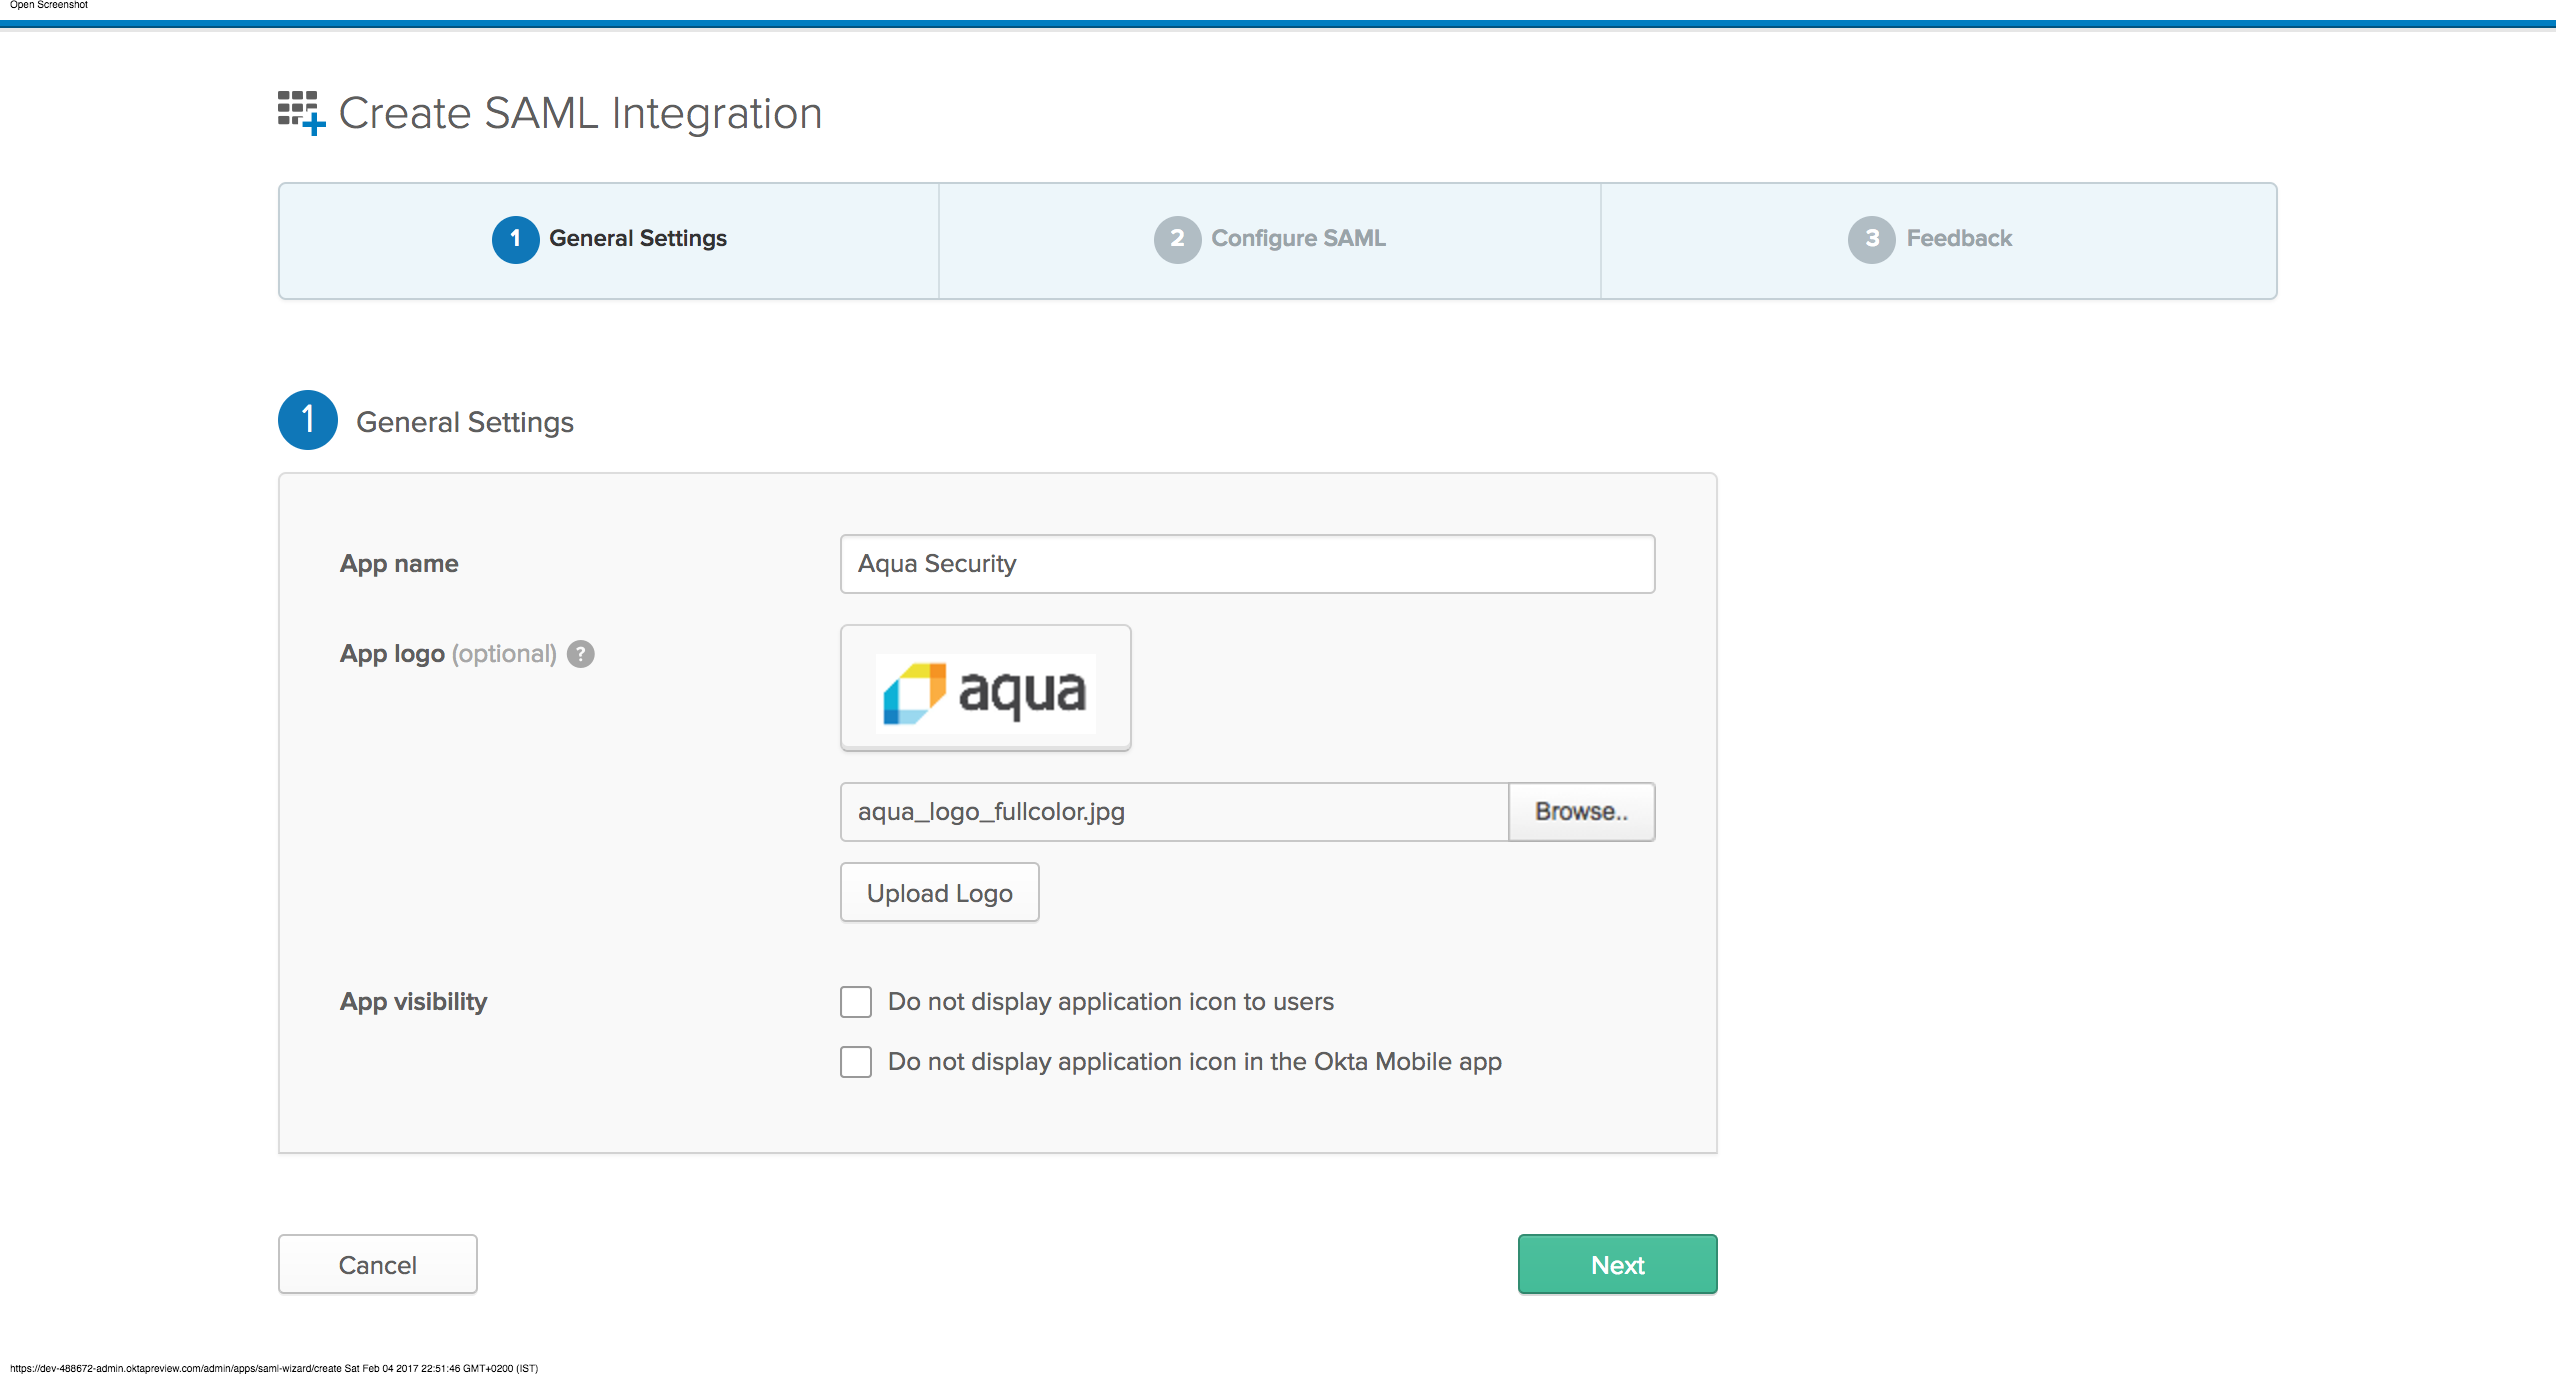 Open Screenshot
Create SAML Integration
1 General Settings
2 Configure SAML
3 Feedback
1 General Settings
App name
Aqua Security
App logo (optional) ?
aqua
aqua_logo_fullcolor.jpg
Browse..
Upload Logo
App visibility
Do not display application icon to users
Do not display application icon in the Okta Mobile app
Cancel
Next
https://dev-488672-admin.oktapreview.com/admin/apps/saml-wizard/create Sat Feb 04 2017 22:51:46 GMT+0200 (IST)